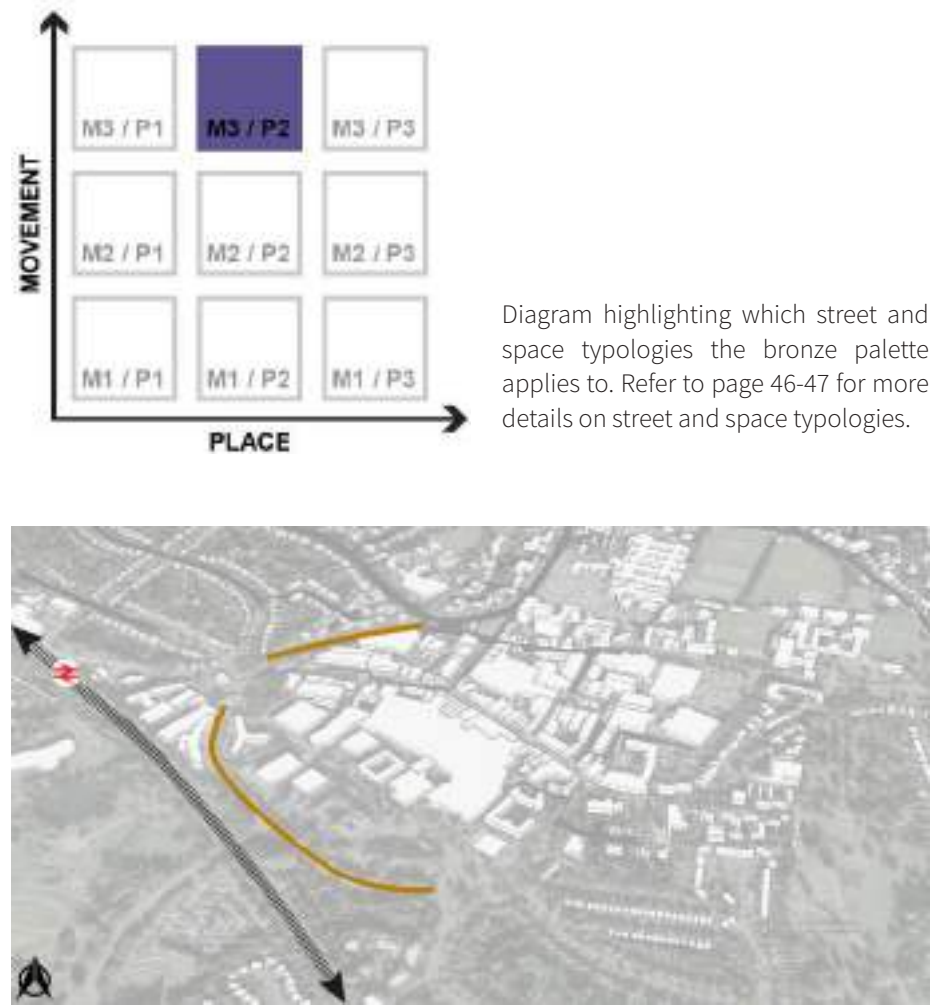 M3 / P1
M3 / P2
M3 / P3
MOVEMENT
M2 / P1
M2 / P2
M2 / P3
M1 / P1
M1 / P2
M1 / P3
PLACE
Diagram highlighting which street and
space typologies the bronze palette
applies to. Refer to page 46-47 for more
details on street and space typologies.